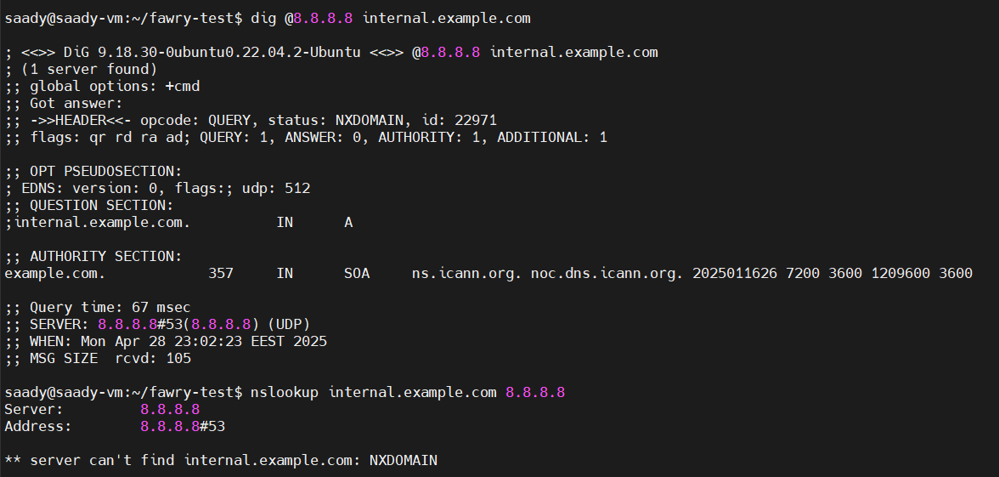 saady@saady-vm:~/fawry-test$ dig @8.8.8.8 internal.example.com
; <<>> DiG 9.18.30-0ubuntu0.22.04.2-Ubuntu <<>> @8.8.8.8 internal.example.com
; (1 server found)
;; global options: +cmd
;; Got answer:
;; ->>HEADER<<- opcode: QUERY, status: NXDOMAIN, id: 22971
;; flags: qr rd ra ad; QUERY: 1, ANSWER: 0, AUTHORITY: 1, ADDITIONAL: 1
;; OPT PSEUDOSECTION:
; EDNS: version: 0, flags:; udp: 512
;; QUESTION SECTION:
;internal.example.com. IN A
;; AUTHORITY SECTION:
example.com. 357 IN SOA ns.icann.org. noc.dns.icann.org. 2025011626 7200 3600 1209600 3600
;; Query time: 67 msec
;; SERVER: 8.8.8.8#53(8.8.8.8) (UDP)
;; WHEN: Mon Apr 28 23:02:23 EEST 2025
;; MSG SIZE  rcvd: 105
saady@saady-vm:~/fawry-test$ nslookup internal.example.com 8.8.8.8
Server: 8.8.8.8
Address: 8.8.8.8#53
** server can't find internal.example.com: NXDOMAIN